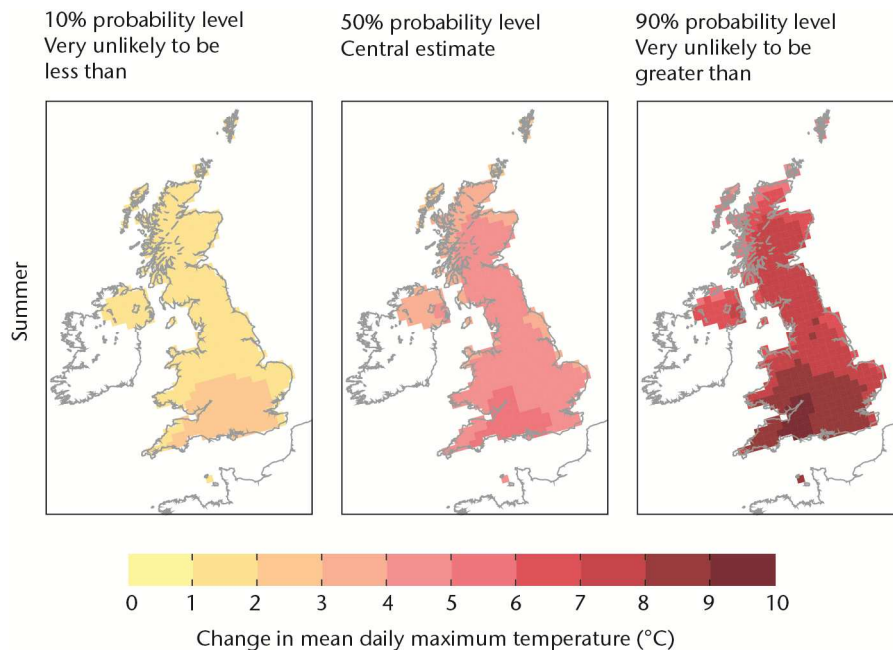 10% probability level
Very unlikely to be
less than
50% probability level
Central estimate
90% probability level
Very unlikely to be
greater than
Summer
0 1 2 3 4 5 6 7 8 9 10
Change in mean daily maximum temperature (°C)